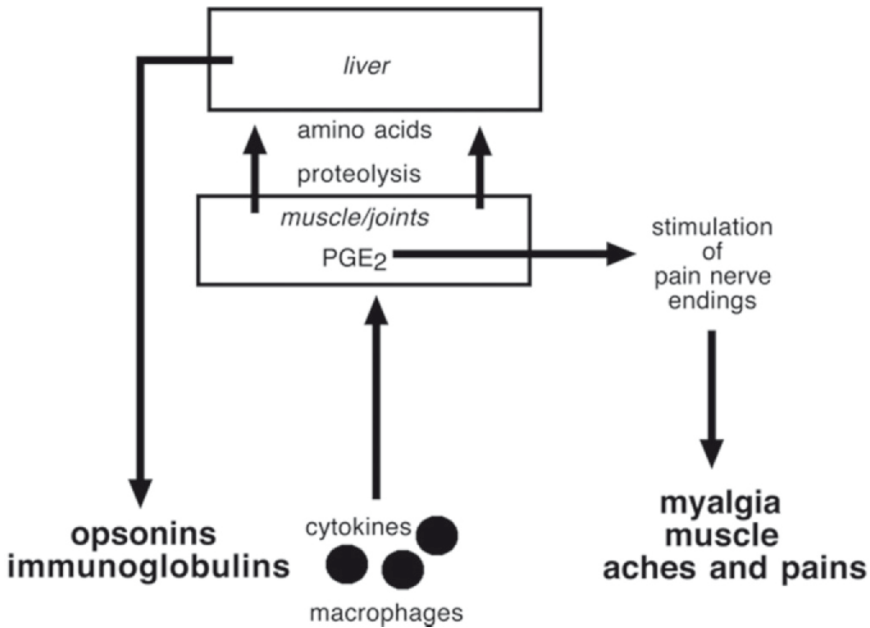 liver
amino acids
proteolysis
muscle/joints
PGE2
stimulation
of
pain nerve
endings
opsonins
immunoglobulins
cytokines
macrophages
myalgia
muscle
aches and pains